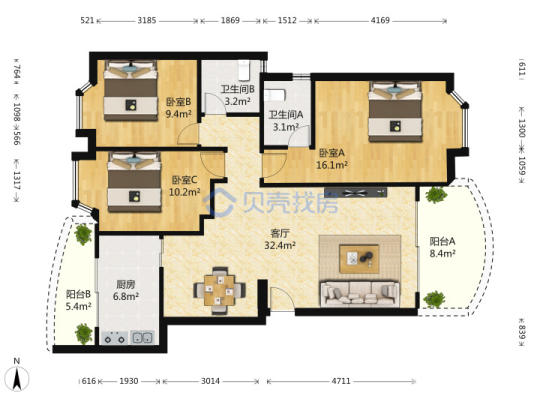 521 3185 1869 1512 4169
764 1098 566 1317
611 1300 1059 839
卧室B
9.4m²
卫生间B
3.2m²
卫生间A
3.1m²
卧室A
16.1m²
卧室C
10.2m²
贝壳找房
客厅
32.4m²
阳台A
8.4m²
阳台B
5.4m²
厨房
6.8m²
N
616 1930 3014 4711